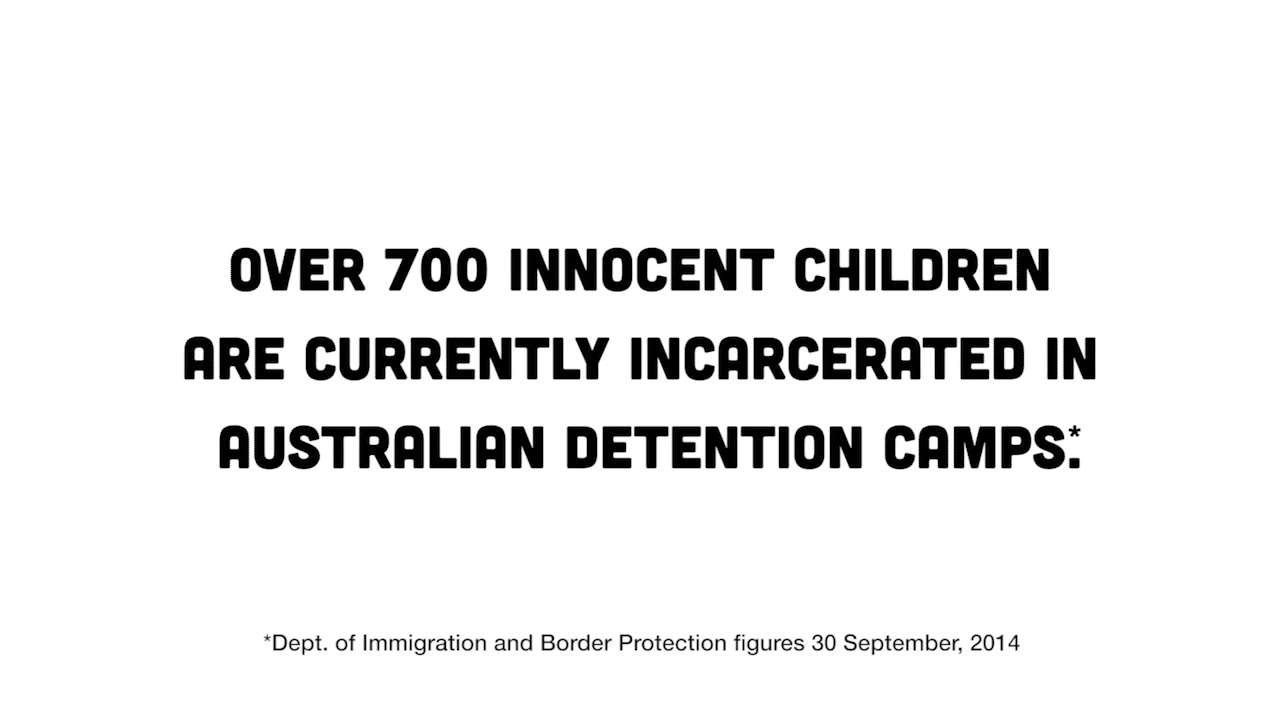 OVER 700 INNOCENT CHILDREN
ARE CURRENTLY INCARCERATED IN
AUSTRALIAN DETENTION CAMPS.*
*Dept. of Immigration and Border Protection figures 30 September, 2014